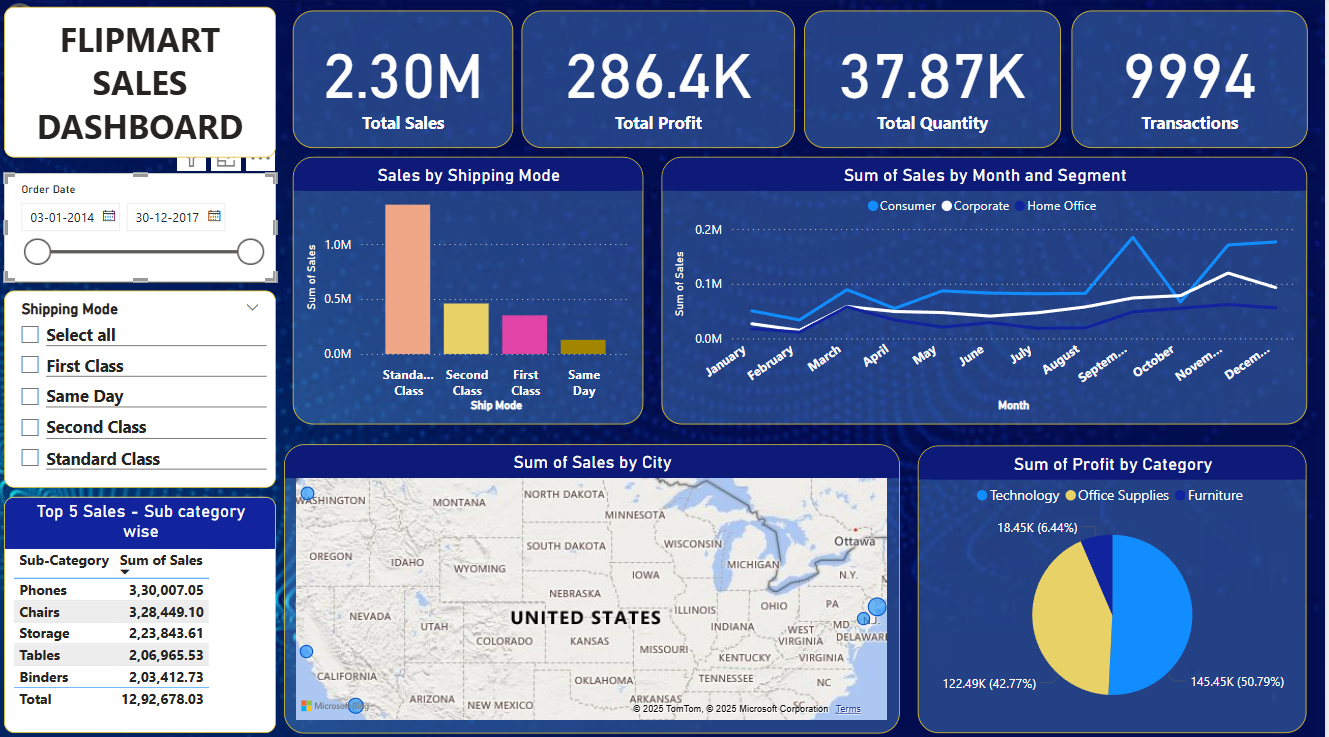 FLIPMART
SALES
DASHBOARD
2.30M
Total Sales
286.4K
Total Profit
37.87K
Total Quantity
9994
Transactions
Order Date
03-01-2014
30-12-2017
Shipping Mode
Select all
First Class
Same Day
Second Class
Standard Class
Top 5 Sales - Sub category
wise
Sub-Category Sum of Sales
Phones 3,30,007.05
Chairs 3,28,449.10
Storage 2,23,843.61
Tables 2,06,965.53
Binders 2,03,412.73
Total 12,92,678.03
Sales by Shipping Mode
Sum of Sales
1.0M
0.5M
0.0M
Standa... Class
Second Class
First Class
Same Day
Ship Mode
Sum of Sales by Month and Segment
Consumer Corporate Home Office
Sum of Sales
0.2M
0.1M
0.0M
January
February
March
April
May
June
July
August
Septem...
October
Novem...
Decem...
Month
Sum of Sales by City
WASHINGTON
MONTANA
NORTH DAKOTA
MINNESOTA
OREGON
IDAHO
WYOMING
SOUTH DAKOTA
WISCONSIN
MICHIGAN
Ottawa
N.Y.
IOWA
NEBRASKA
NEVADA
UTAH
UNITED STATES
COLORADO
KANSAS
MISSOURI
ILLINOIS
INDIANA
OHIO
PA
N.J.
MD.
DELAWARE
WEST
VIRGINIA
VIRGINIA
KENTUCKY
CALIFORNIA
ARIZONA
NEW MEXICO
OKLAHOMA
ARKANSAS
TENNESSEE
NC
Microsoft Bing
© 2025 TomTom, © 2025 Microsoft Corporation Terms
Sum of Profit by Category
Technology Office Supplies Furniture
18.45K (6.44%)
122.49K (42.77%)
145.45K (50.79%)